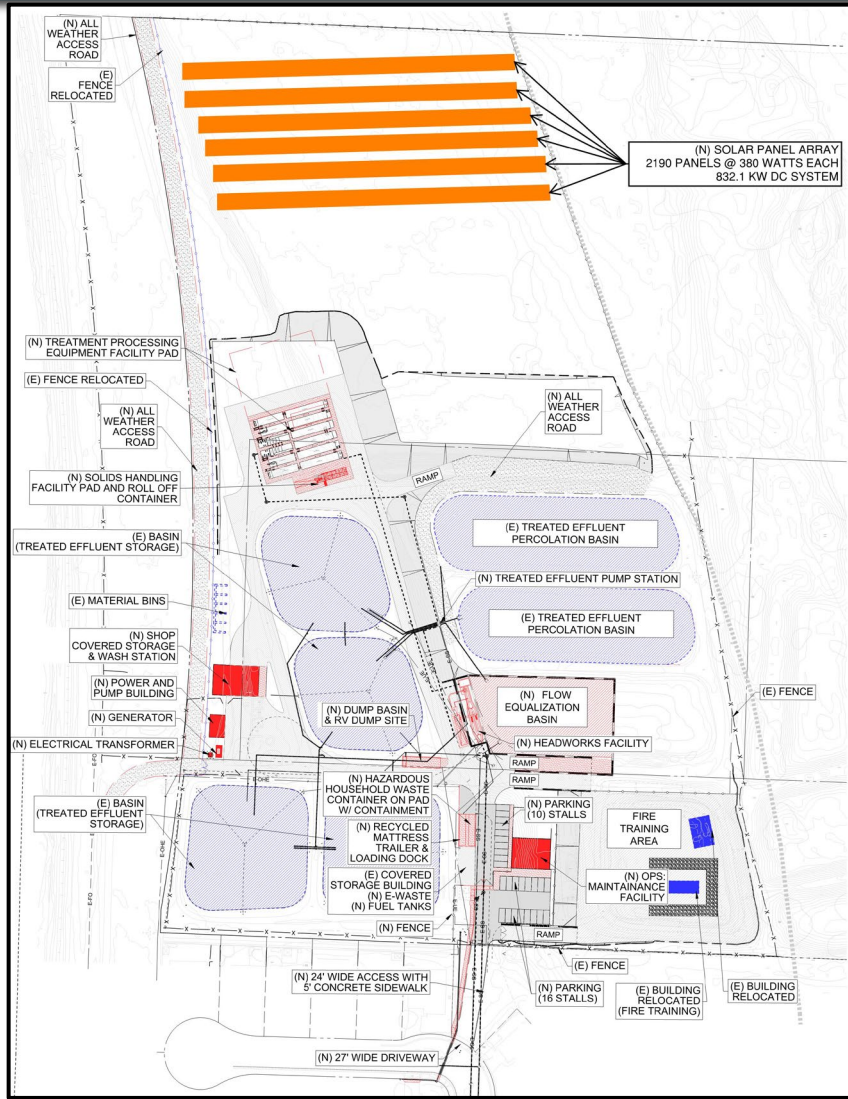 (N) ALL
WEATHER
ACCESS
ROAD
(E)
FENCE
RELOCATED
(N) SOLAR PANEL ARRAY
2190 PANELS @ 380 WATTS EACH
832.1 KW DC SYSTEM
(N) TREATMENT PROCESSING
EQUIPMENT FACILITY PAD
(E) FENCE RELOCATED
(N) ALL
WEATHER
ACCESS
ROAD
(N) ALL
WEATHER
ACCESS
ROAD
RAMP
(N) SOLIDS HANDLING
FACILITY PAD AND ROLL OFF
CONTAINER
(E) TREATED EFFLUENT
PERCOLATION BASIN
(E) BASIN
(TREATED EFFLUENT STORAGE)
(N) TREATED EFFLUENT PUMP STATION
(E) MATERIAL BINS
(E) TREATED EFFLUENT
PERCOLATION BASIN
(N) SHOP
COVERED STORAGE
& WASH STATION
(N) POWER AND
PUMP BUILDING
(N) GENERATOR
(N) ELECTRICAL TRANSFORMER
(N) DUMP BASIN
& RV DUMP SITE
(N) FLOW
EQUALIZATION
BASIN
(E) FENCE
(N) HEADWORKS FACILITY
RAMP
RAMP
E-OHE
(E) BASIN
(TREATED EFFLUENT
STORAGE)
(N) HAZARDOUS
HOUSEHOLD WASTE
CONTAINER ON PAD
W/ CONTAINMENT
(N) PARKING
(10) STALLS
FIRE
TRAINING
AREA
(N) RECYCLED
MATTRESS
TRAILER &
LOADING DOCK
(E) COVERED
STORAGE BUILDING
(N) E-WASTE
(N) FUEL TANKS
(N) OPS:
MAINTAINANCE
FACILITY
E-FO
E-OHE
E-FO
(N) FENCE
RAMP
(E) FENCE
(N) 24' WIDE ACCESS WITH
5' CONCRETE SIDEWALK
(N) PARKING
(16 STALLS)
(E) BUILDING
RELOCATED
(FIRE TRAINING)
(E) BUILDING
RELOCATED
(N) 27' WIDE DRIVEWAY